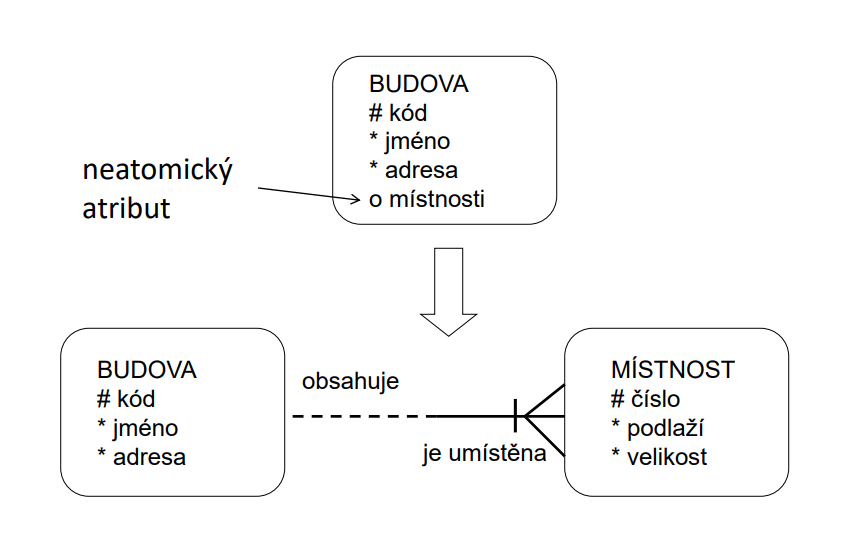 BUDOVA
# kód
* jméno
* adresa
o místnosti
neatomický
atribut
BUDOVA
# kód
* jméno
* adresa
obsahuje
je umístěna
MÍSTNOST
# číslo
* podlaží
* velikost